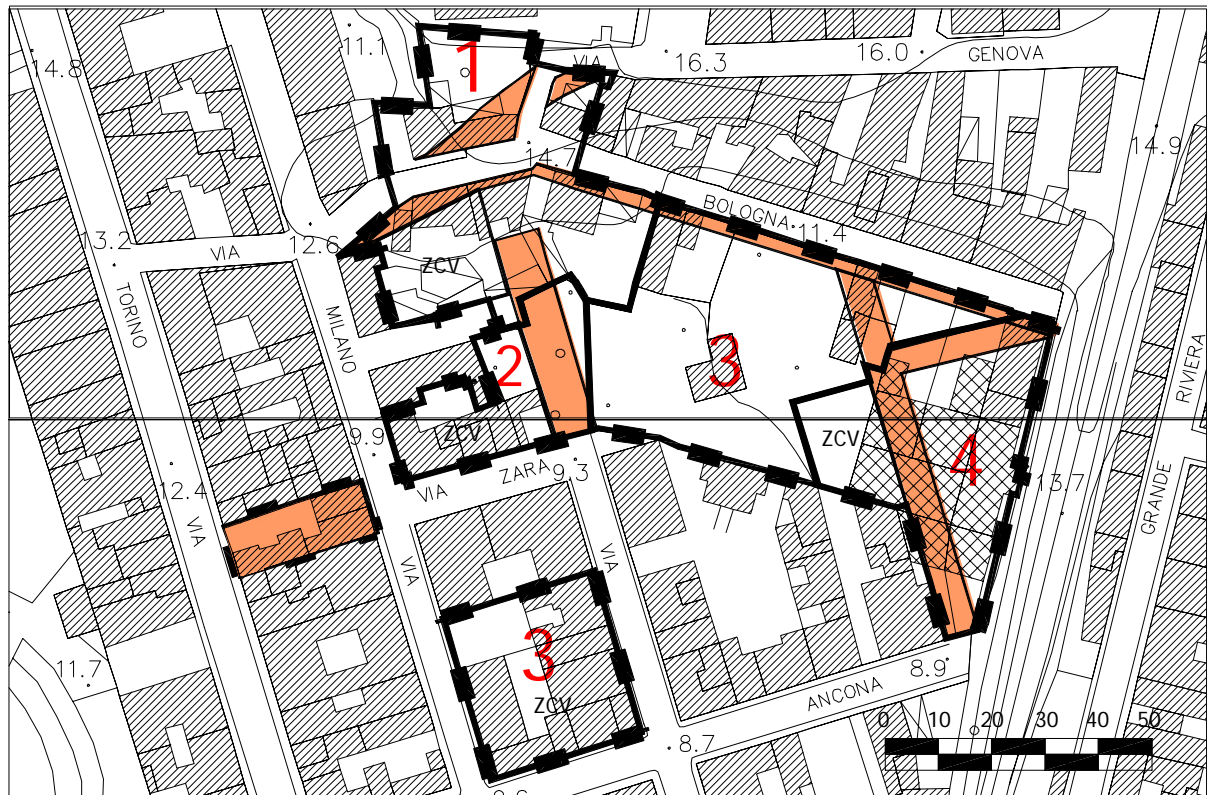 11.1
1
VIA
16.3
16.0
GENOVA
14.8
14.9
14.7
BOLOGNA
11.4
13.2
VIA
12.6
ZCV
TORINO
MILANO
2
3
RIVIERA
9.9
ZCV
ZCV
4
ZARA
9.3
VIA
12.4
VIA
13.7
GRANDE
VIA
VIA
3
11.7
ZCV
ANCONA
8.9
8.7
0 10 20 30 40 50